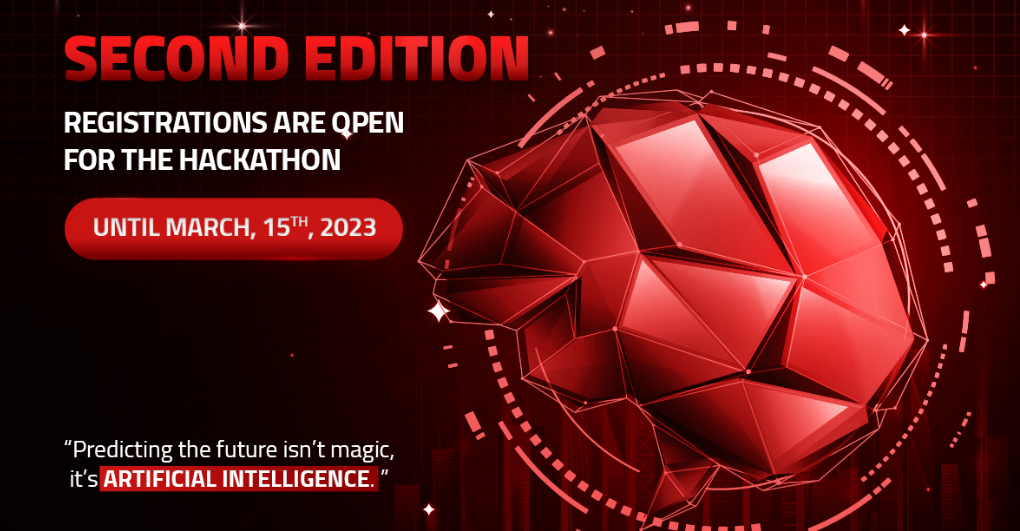 SECOND EDITION
REGISTRATIONS ARE OPEN
FOR THE HACKATHON
UNTIL MARCH, 15TH, 2023
“Predicting the future isn’t magic,
it’s ARTIFICIAL INTELLIGENCE.”